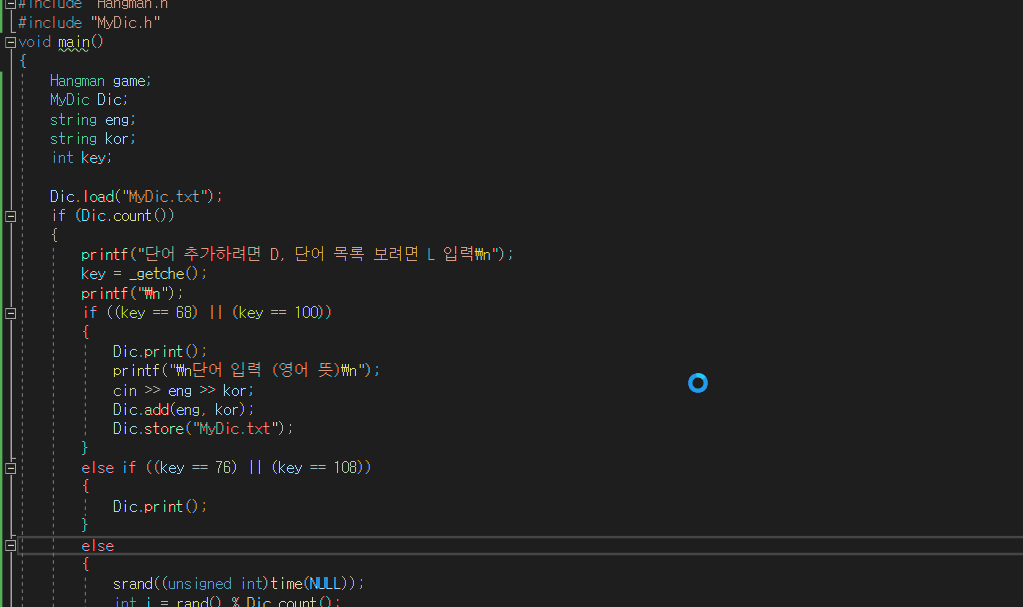 #include "Hangman.h
#include "MyDic.h"
void main()
{
Hangman game;
MyDic Dic;
string eng;
string kor;
int key;
Dic.load("MyDic.txt");
if (Dic.count())
{
printf("단어 추가하려면 D, 단어 목록 보려면 L 입력₩n");
key = _getche();
printf("₩n");
if ((key == 68) || (key == 100))
{
Dic.print();
printf("₩n단어 입력 (영어 뜻)₩n");
cin >> eng >> kor;
Dic.add(eng, kor);
Dic.store("MyDic.txt");
}
else if ((key == 76) || (key == 108))
{
Dic.print();
}
else
{
srand((unsigned int)time(NULL));
int i = rand() % Dic.count();